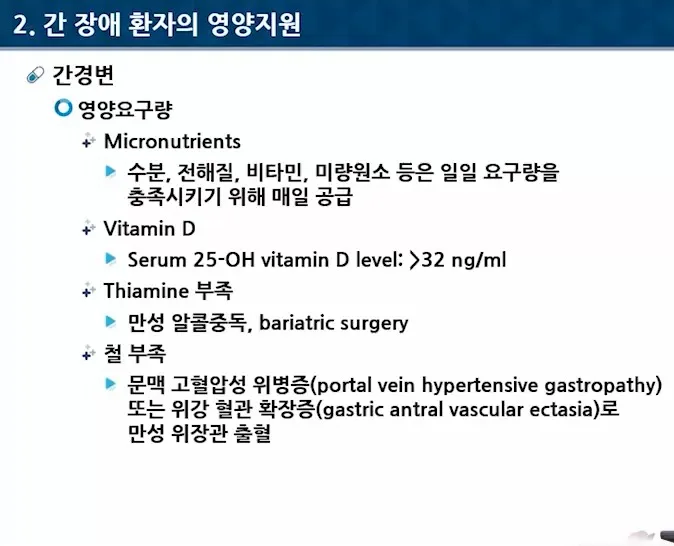 2. 간 장애 환자의 영양지원
간경변
영양요구량
Micronutrients
수분, 전해질, 비타민, 미량원소 등은 일일 요구량을
충족시키기 위해 매일 공급
Vitamin D
Serum 25-OH vitamin D level: >32 ng/ml
Thiamine 부족
만성 알콜중독, bariatric surgery
철 부족
문맥 고혈압성 위병증(portal vein hypertensive gastropathy)
또는 위강 혈관 확장증(gastric antral vascular ectasia)로
만성 위장관 출혈